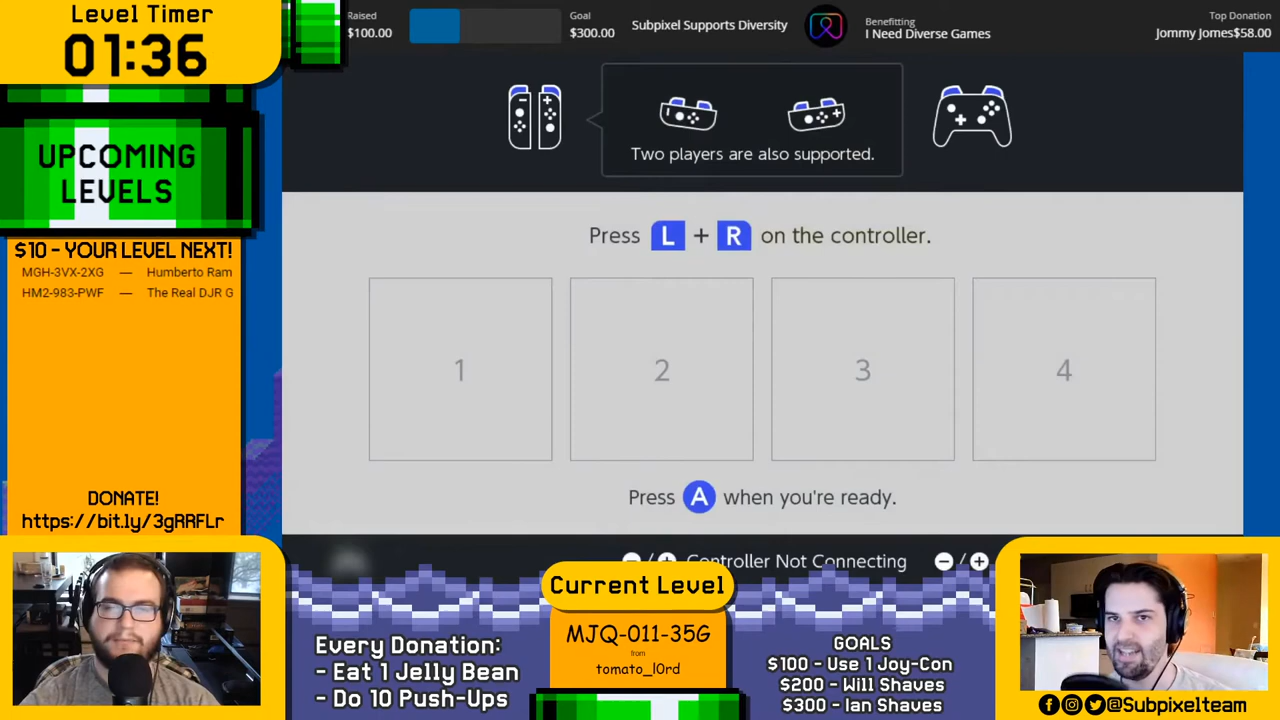 Level Timer
01:36
Raised
$100.00
Goal
$300.00
Subpixel Supports Diversity
Benefitting
I Need Diverse Games
Top Donation
Jommy Jomes$58.00
UPCOMING
LEVELS
$10 - YOUR LEVEL NEXT!
MGH-3VX-2XG — Humberto Ram
HM2-983-PWF — The Real DJR G
DONATE!
https://bit.ly/3gRRFLr
Two players are also supported.
Press L + R on the controller.
1 2 3 4
Press A when you're ready.
−/+ Controller Not Connecting −/+
Current Level
MJQ-011-35G
from
tomato_l0rd
Every Donation:
- Eat 1 Jelly Bean
- Do 10 Push-Ups
GOALS
$100 - Use 1 Joy-Con
$200 - Will Shaves
$300 - Ian Shaves
@Subpixelteam